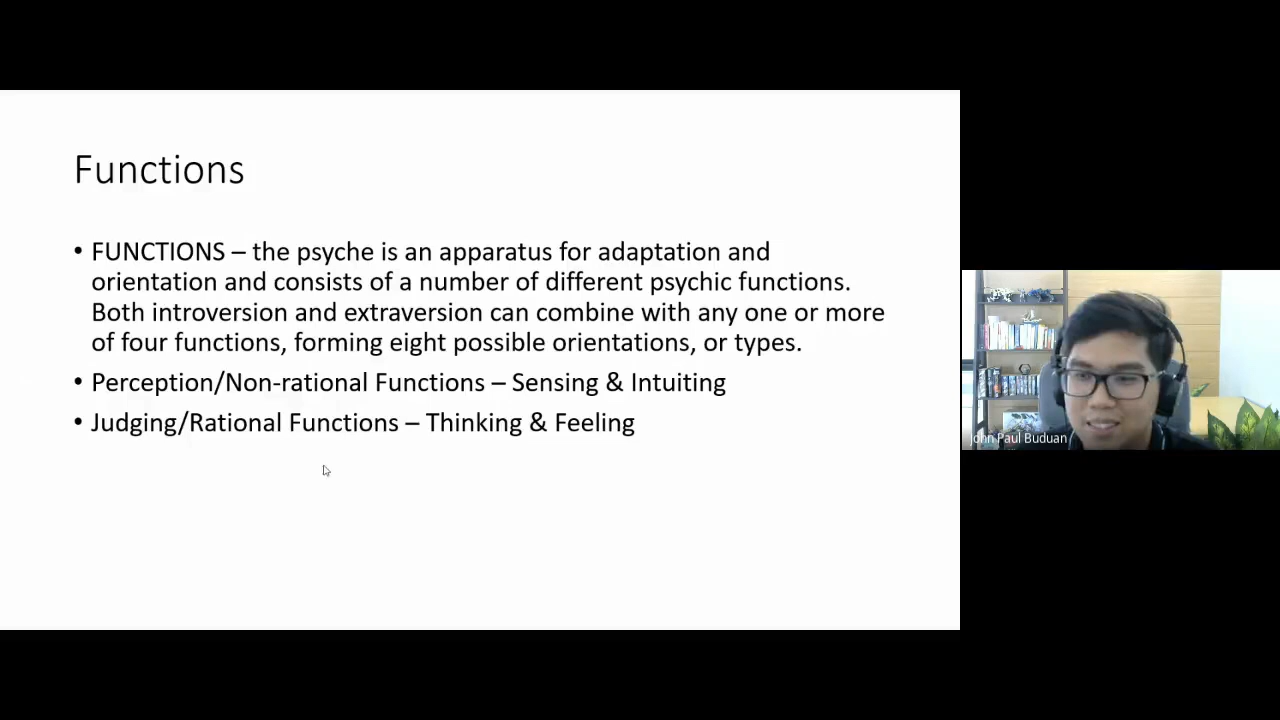 Functions
• FUNCTIONS – the psyche is an apparatus for adaptation and
orientation and consists of a number of different psychic functions.
Both introversion and extraversion can combine with any one or more
of four functions, forming eight possible orientations, or types.
• Perception/Non-rational Functions – Sensing & Intuiting
• Judging/Rational Functions – Thinking & Feeling
John Paul Buduan